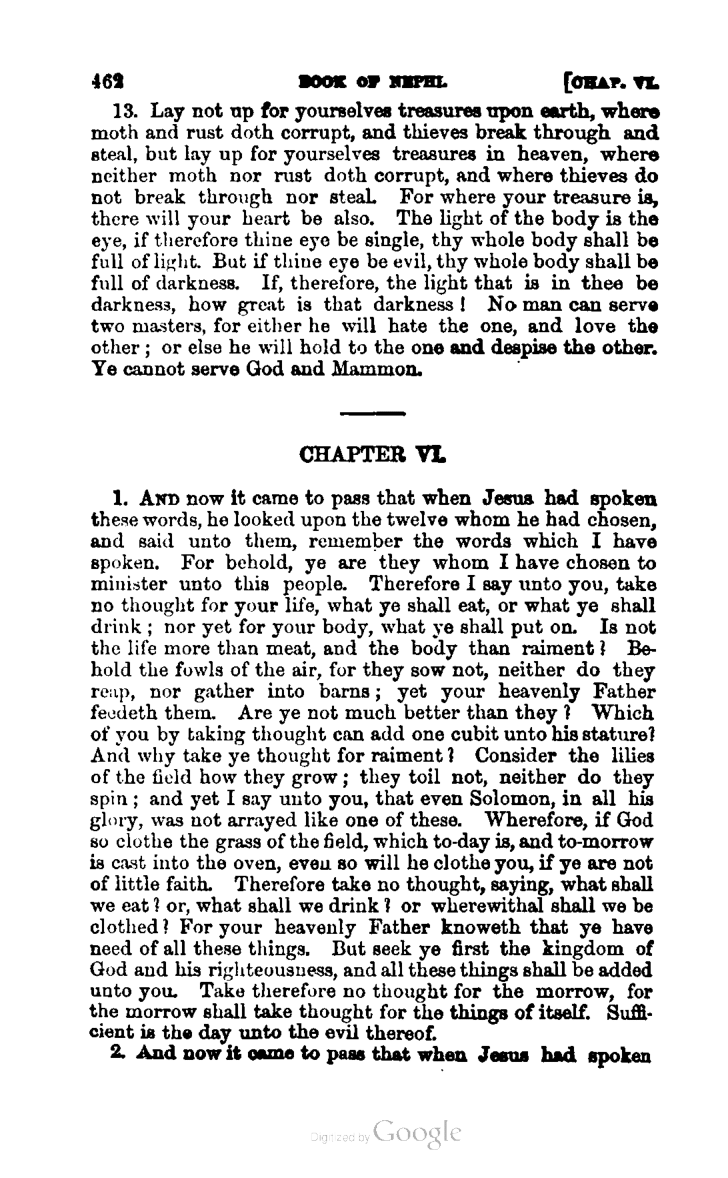 462 BOOK OF NEPHI. [CHAP. VI.
13. Lay not up for yourselves treasures upon earth, where
moth and rust doth corrupt, and thieves break through and
steal, but lay up for yourselves treasures in heaven, where
neither moth nor rust doth corrupt, and where thieves do
not break through nor steal. For where your treasure is,
there will your heart be also. The light of the body is the
eye, if therefore thine eye be single, thy whole body shall be
full of light. But if thine eye be evil, thy whole body shall be
full of darkness. If, therefore, the light that is in thee be
darkness, how great is that darkness! No man can serve
two masters, for either he will hate the one, and love the
other; or else he will hold to the one and despise the other.
Ye cannot serve God and Mammon.
CHAPTER VI.
1. AND now it came to pass that when Jesus had spoken
these words, he looked upon the twelve whom he had chosen,
and said unto them, remember the words which I have
spoken. For behold, ye are they whom I have chosen to
minister unto this people. Therefore I say unto you, take
no thought for your life, what ye shall eat, or what ye shall
drink; nor yet for your body, what ye shall put on. Is not
the life more than meat, and the body than raiment? Be-
hold the fowls of the air, for they sow not, neither do they
reap, nor gather into barns; yet your heavenly Father
feedeth them. Are ye not much better than they? Which
of you by taking thought can add one cubit unto his stature?
And why take ye thought for raiment? Consider the lilies
of the field how they grow; they toil not, neither do they
spin; and yet I say unto you, that even Solomon, in all his
glory, was not arrayed like one of these. Wherefore, if God
so clothe the grass of the field, which to-day is, and to-morrow
is cast into the oven, even so will he clothe you, if ye are not
of little faith. Therefore take no thought, saying, what shall
we eat? or, what shall we drink? or wherewithal shall we be
clothed? For your heavenly Father knoweth that ye have
need of all these things. But seek ye first the kingdom of
God and his righteousness, and all these things shall be added
unto you. Take therefore no thought for the morrow, for
the morrow shall take thought for the things of itself. Suffi-
cient is the day unto the evil thereof.
2. And now it came to pass that when Jesus had spoken
Digitized by Google